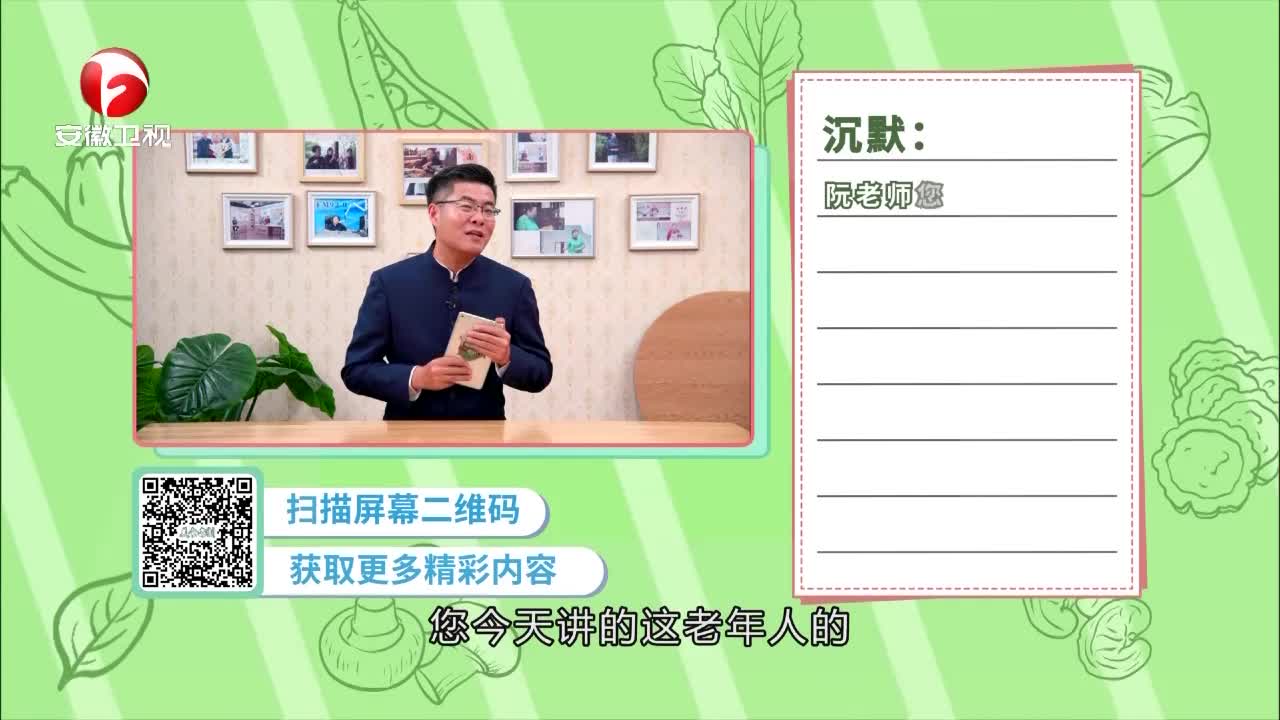 安徽卫视
沉默：
阮老师您
扫描屏幕二维码
获取更多精彩内容
您今天讲的这老年人的